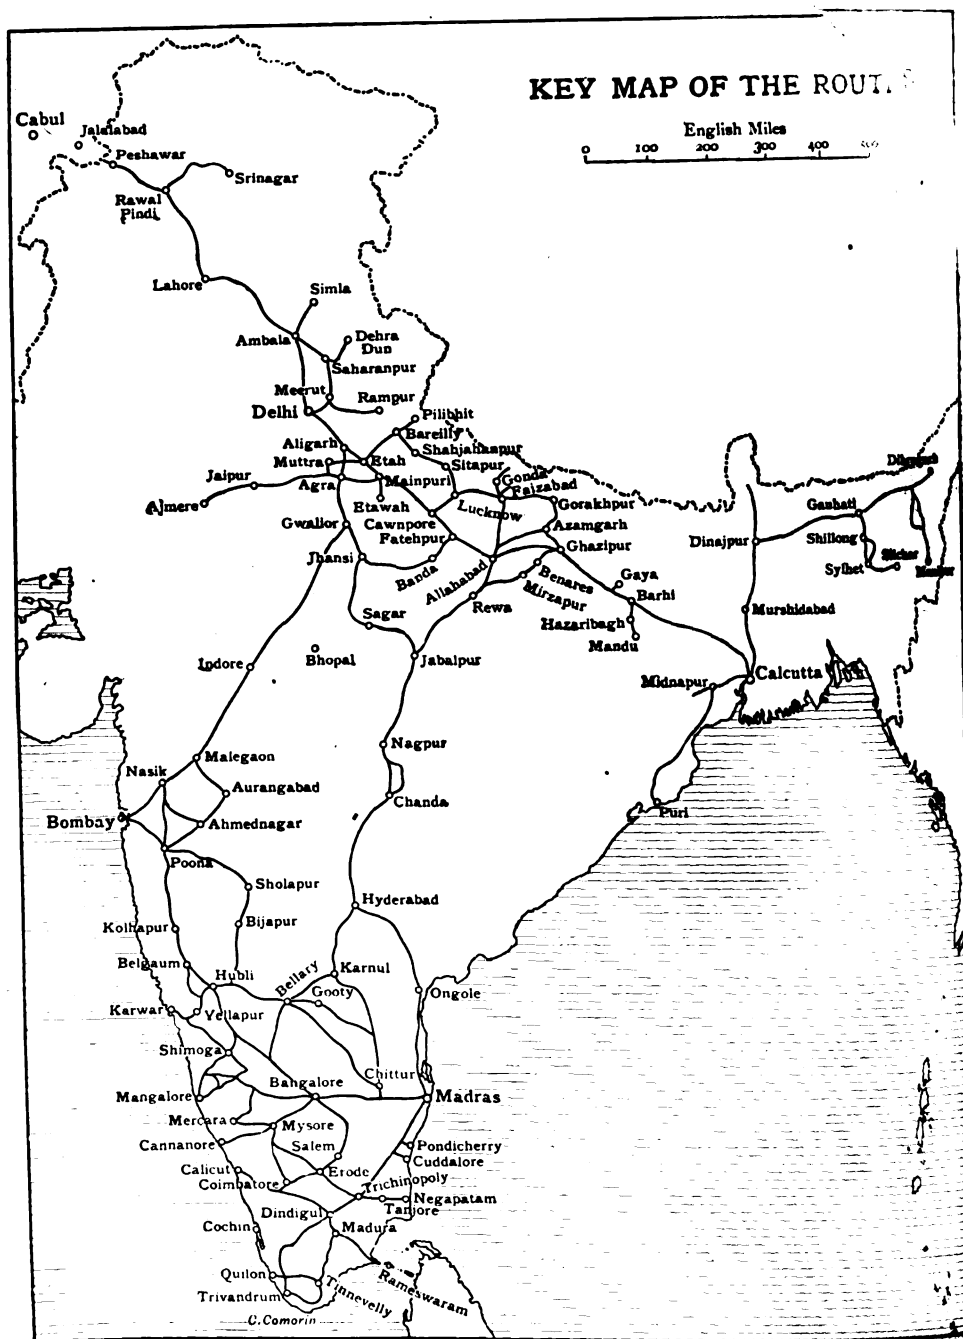 KEY MAP OF THE ROUT
English Miles
0 100 200 300 400
Cabul
Jalalabad
Peshawar
Srinagar
Rawal
Pindi
Lahore
Simla
Ambala
Dehra
Dun
Saharanpur
Meerut
Rampur
Delhi
Pilibhit
Bareilly
Aligarh
Shahjahanpur
Muttra
Etah
Sitapur
Jaipur
Agra
Mainpuri
Gonda
Faizabad
Ajmere
Etawah
Lucknow
Gorakhpur
Gauhati
Gwalior
Cawnpore
Azamgarh
Fatehpur
Dinajpur
Shillong
Silchar
Jhansi
Ghazipur
Sylhet
Banda
Allahabad
Benares
Mirzapur
Gaya
Barhi
Rewa
Murshidabad
Sagar
Hazaribagh
Mandu
Bhopal
Jabalpur
Indore
Calcutta
Midnapur
Nagpur
Malegaon
Nasik
Aurangabad
Chanda
Bombay
Ahmednagar
Puri
Poona
Sholapur
Hyderabad
Kolhapur
Bijapur
Belgaum
Hubli
Bellary
Karnul
Gooty
Ongole
Karwar
Yellapur
Shimoga
Chittur
Bangalore
Mangalore
Madras
Mercara
Mysore
Cannanore
Salem
Pondicherry
Cuddalore
Calicut
Erode
Coimbatore
Trichinopoly
Negapatam
Tanjore
Dindigul
Cochin
Madura
Quilon
Rameswaram
Trivandrum
Tinnevelly
C. Comorin